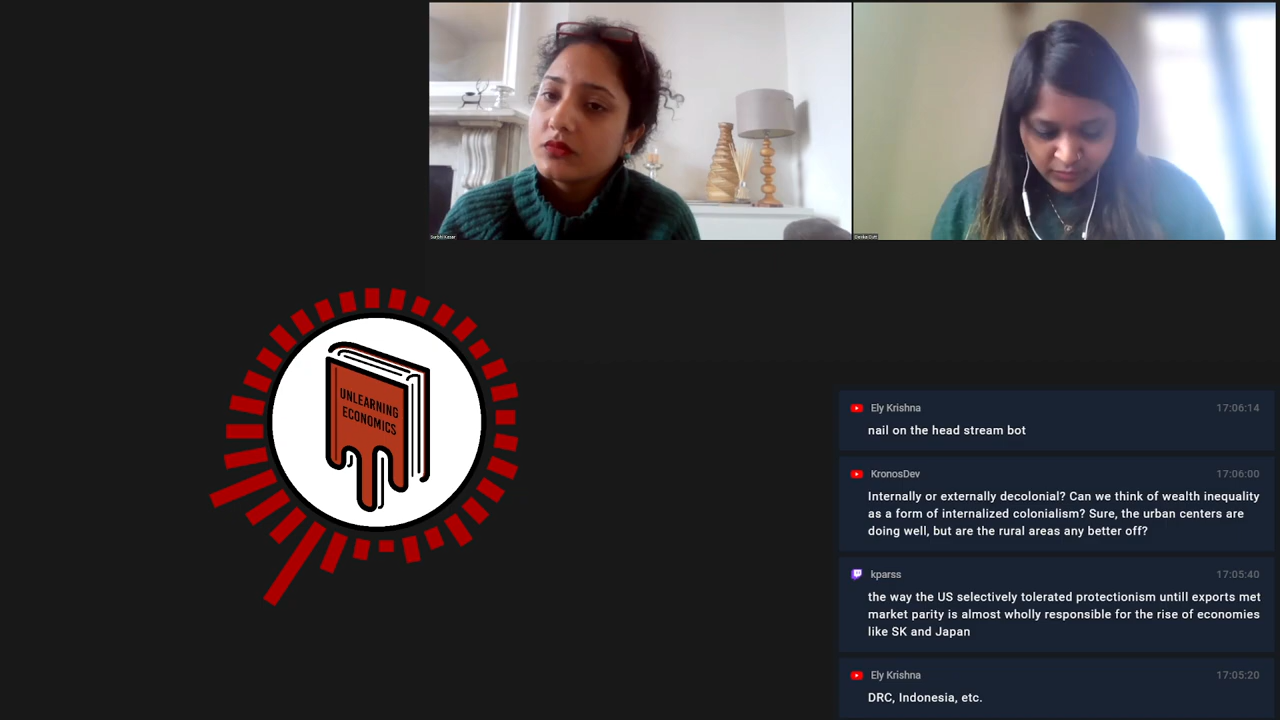 Surbhi Kesar
Devika Dutt
UNLEARNING
ECONOMICS
Ely Krishna 17:06:14
nail on the head stream bot
KronosDev 17:06:00
Internally or externally decolonial? Can we think of wealth inequality
as a form of internalized colonialism? Sure, the urban centers are
doing well, but are the rural areas any better off?
kparss 17:05:40
the way the US selectively tolerated protectionism untill exports met
market parity is almost wholly responsible for the rise of economies
like SK and Japan
Ely Krishna 17:05:20
DRC, Indonesia, etc.